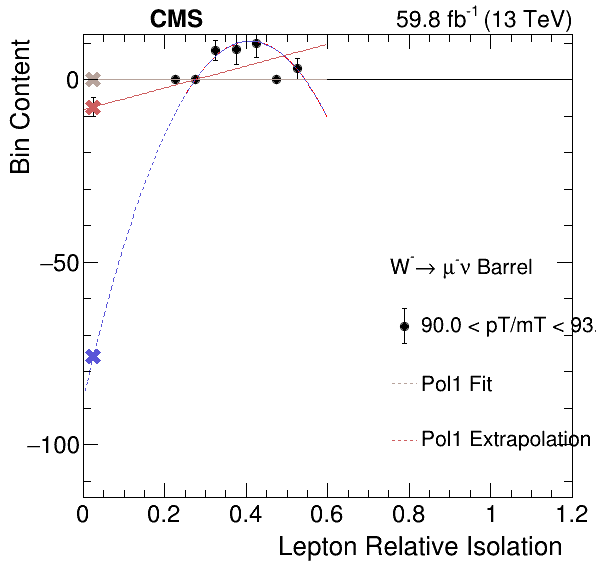 CMS 59.8 fb⁻¹ (13 TeV)
Bin Content
0
−50
−100
W⁻→ μ⁻ν Barrel
90.0 < pT/mT < 93.
Pol1 Fit
Pol1 Extrapolation
0 0.2 0.4 0.6 0.8 1 1.2
Lepton Relative Isolation